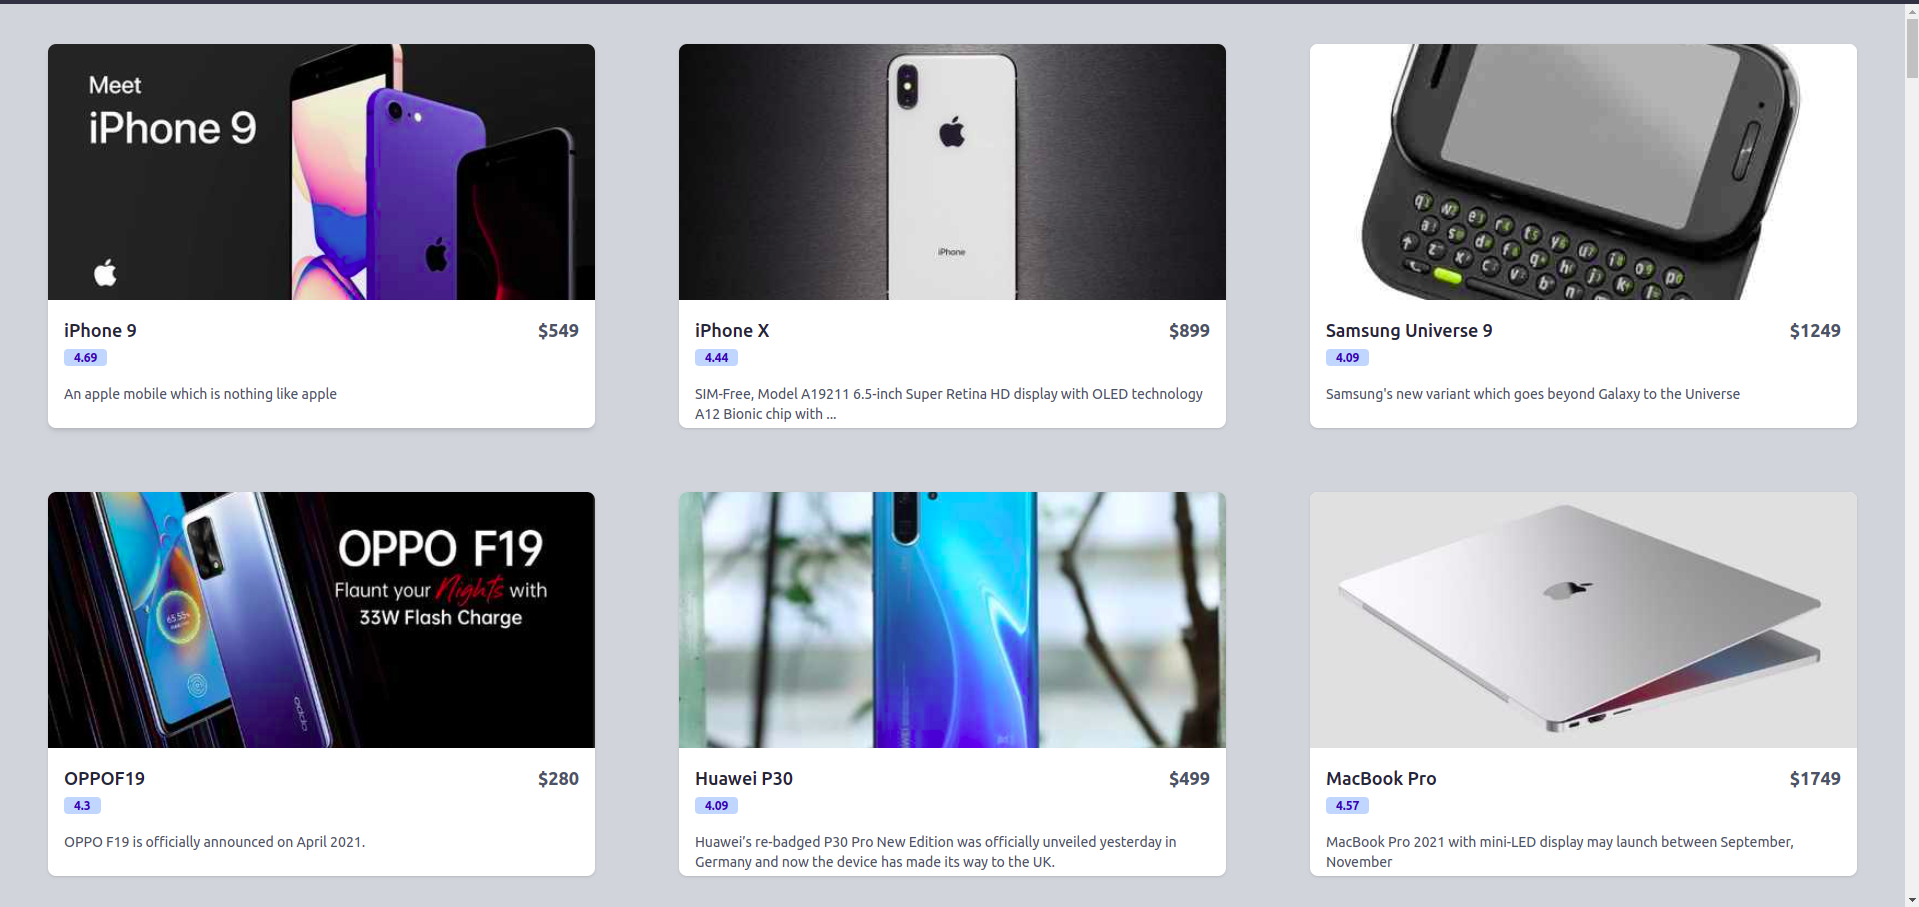 Meet
iPhone 9
iPhone
iPhone 9
$549
4.69
An apple mobile which is nothing like apple
iPhone X
$899
4.44
SIM-Free, Model A19211 6.5-inch Super Retina HD display with OLED technology
A12 Bionic chip with ...
Samsung Universe 9
$1249
4.09
Samsung's new variant which goes beyond Galaxy to the Universe
OPPO F19
Flaunt your Nights with
33W Flash Charge
oppo
OPPOF19
$280
4.3
OPPO F19 is officially announced on April 2021.
Huawei P30
$499
4.09
Huawei’s re-badged P30 Pro New Edition was officially unveiled yesterday in
Germany and now the device has made its way to the UK.
MacBook Pro
$1749
4.57
MacBook Pro 2021 with mini-LED display may launch between September,
November